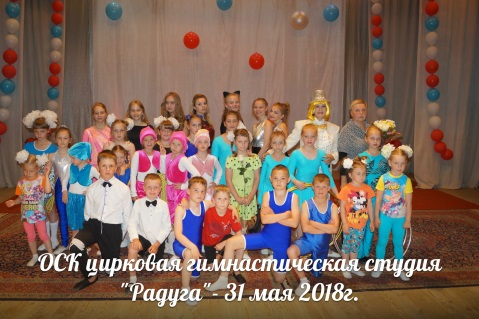 ОСК цирковая гимнастическая студия
"Радуга"- 31 мая 2018г.